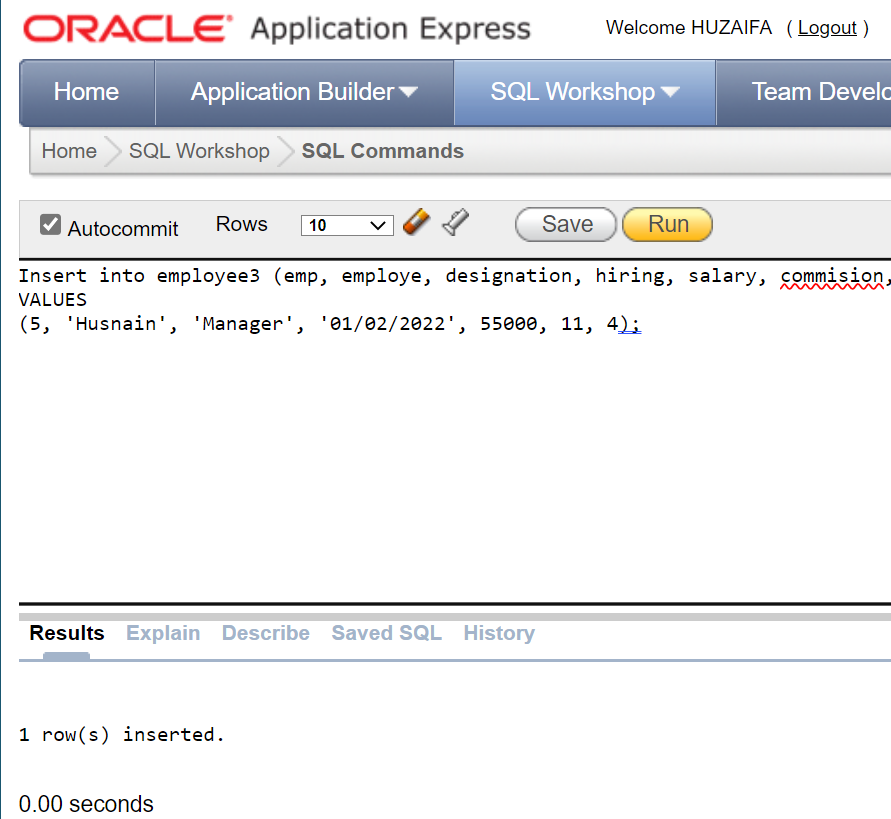 ORACLE® Application Express
Welcome HUZAIFA ( Logout )
Home Application Builder SQL Workshop Team Develo
Home SQL Workshop SQL Commands
Autocommit Rows 10 Save Run
Insert into employee3 (emp, employe, designation, hiring, salary, commision,
VALUES
(5, 'Husnain', 'Manager', '01/02/2022', 55000, 11, 4);
Results Explain Describe Saved SQL History
1 row(s) inserted.
0.00 seconds